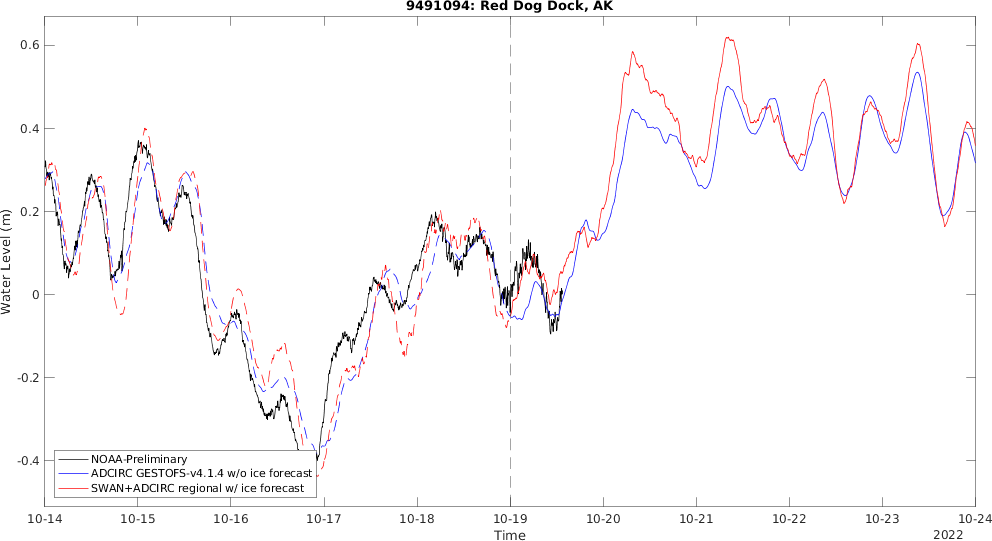 9491094: Red Dog Dock, AK
Water Level (m)
0.6
0.4
0.2
0
-0.2
-0.4
NOAA-Preliminary
ADCIRC GESTOFS-v4.1.4 w/o ice forecast
SWAN+ADCIRC regional w/ ice forecast
10-14 10-15 10-16 10-17 10-18 10-19 10-20 10-21 10-22 10-23 10-24
Time
2022